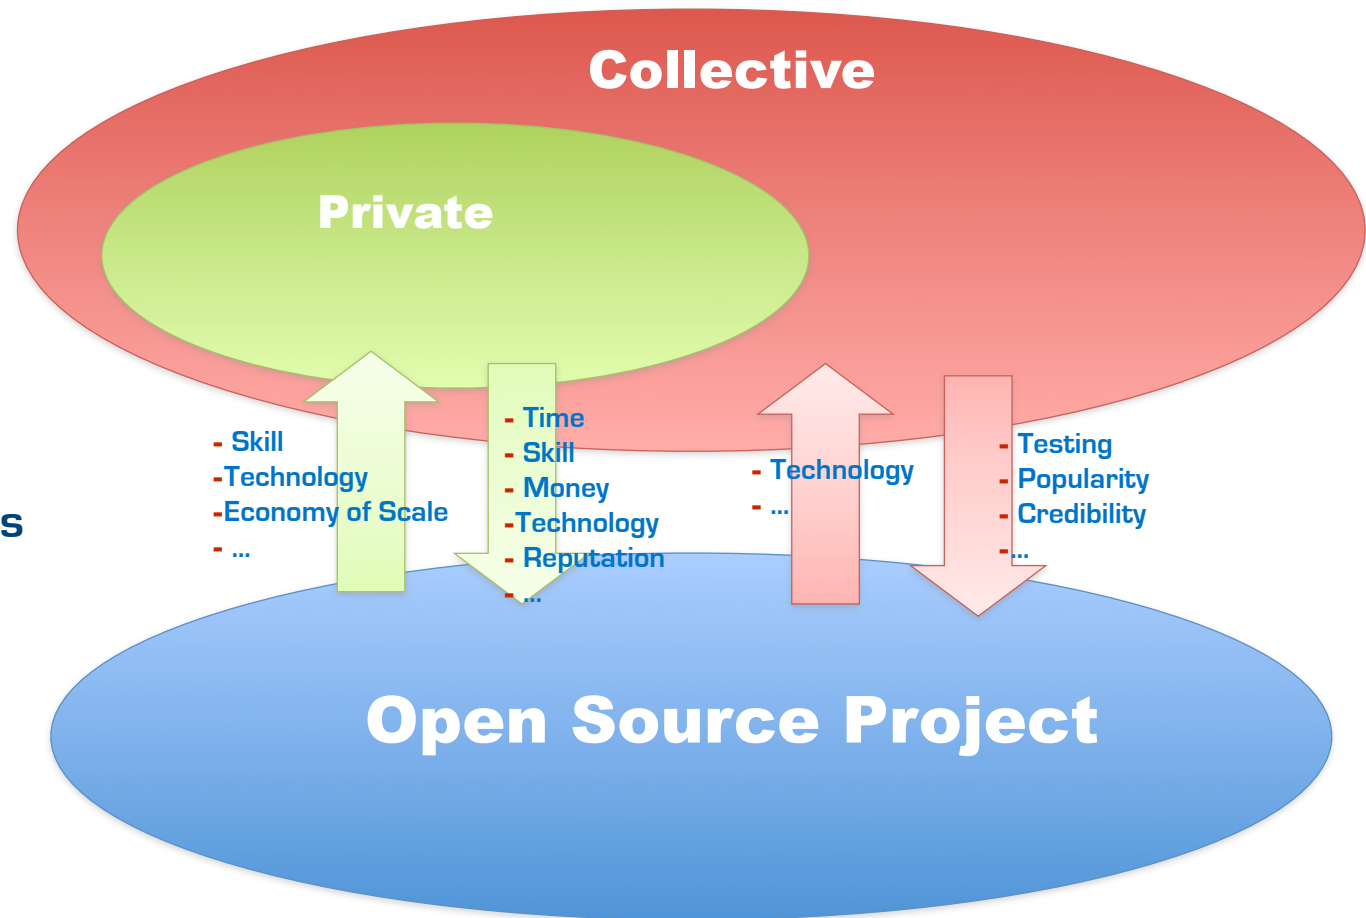 Collective
Private
- Skill
-Technology
-Economy of Scale
- ...
- Time
- Skill
- Money
-Technology
- Reputation
- ...
- Technology
- ...
- Testing
- Popularity
- Credibility
-...
s
Open Source Project